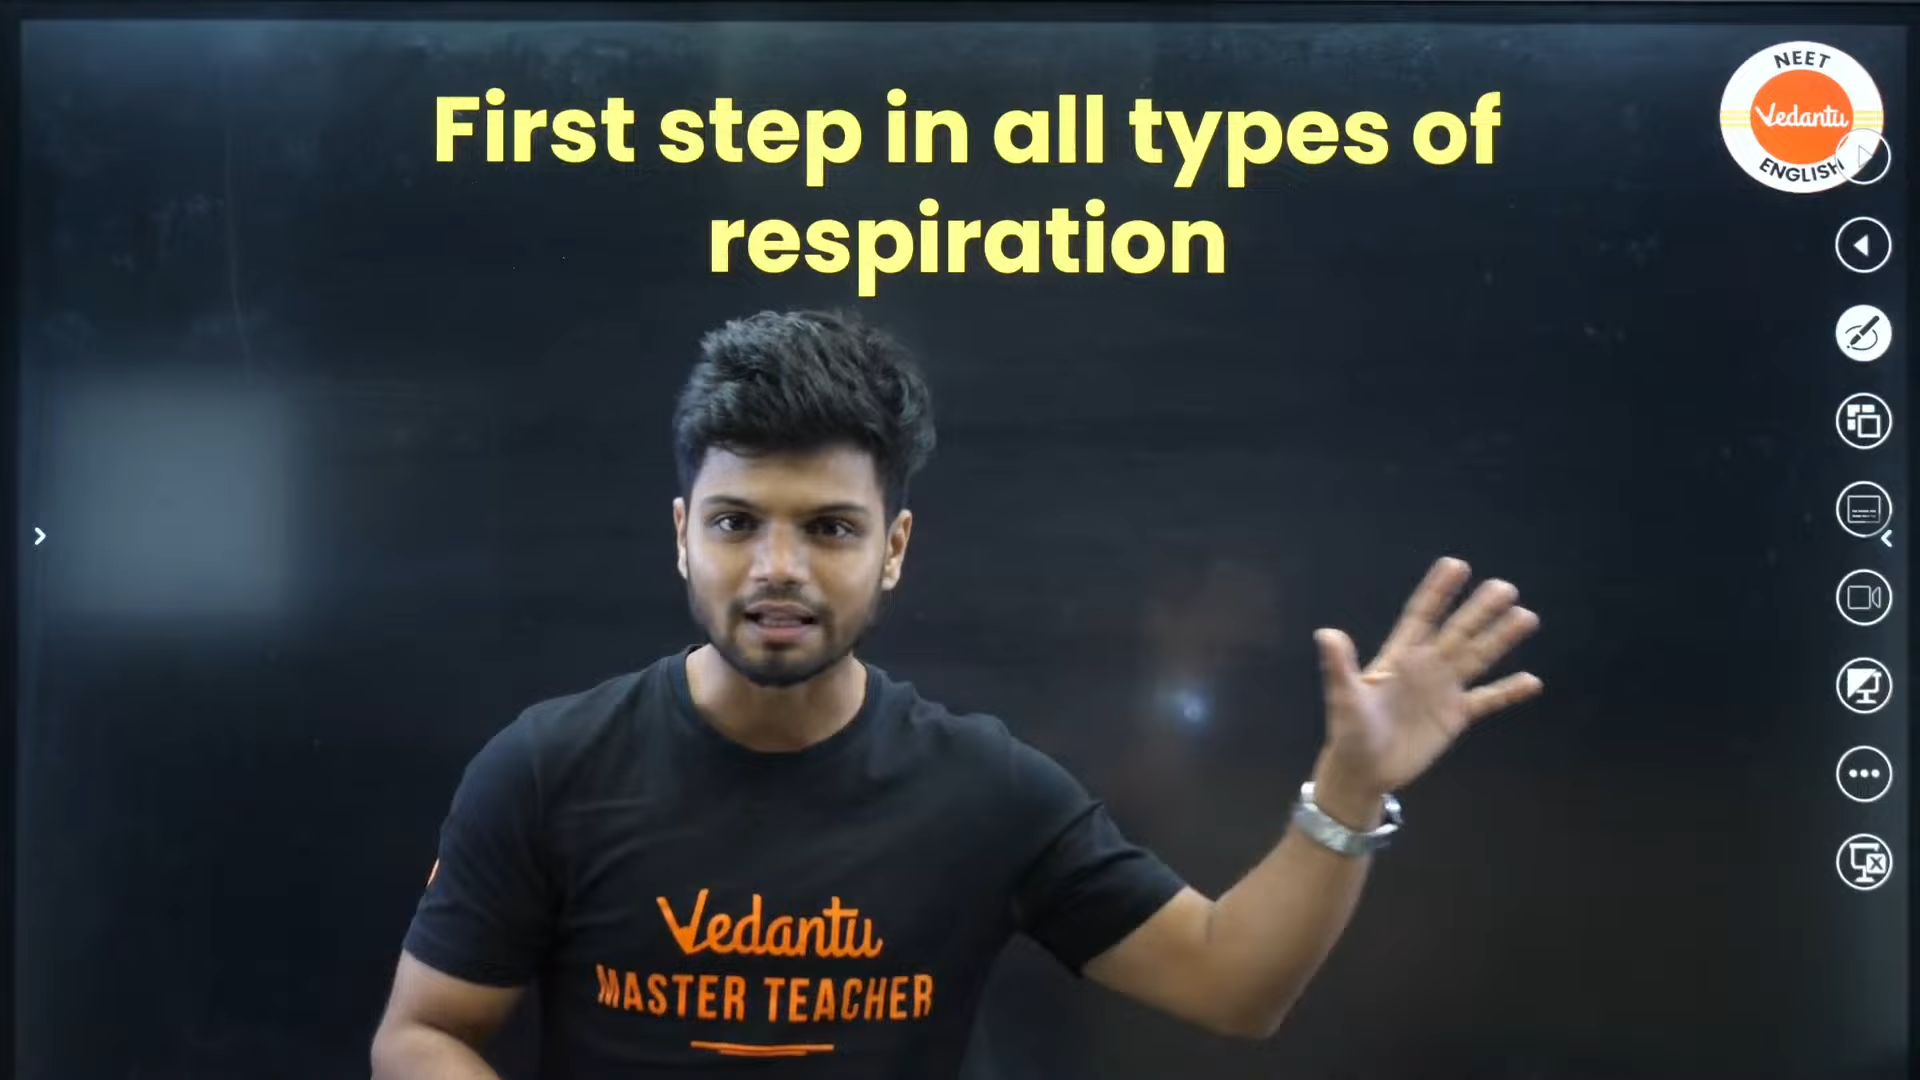 First step in all types of
respiration
NEET
Vedantu
ENGLISH
Vedantu
MASTER TEACHER